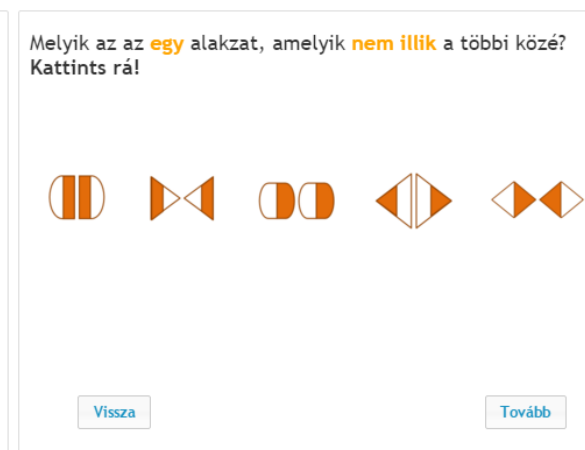 Melyik az az egy alakzat, amelyik nem illik a többi közé?
Kattints rá!
Vissza
Tovább